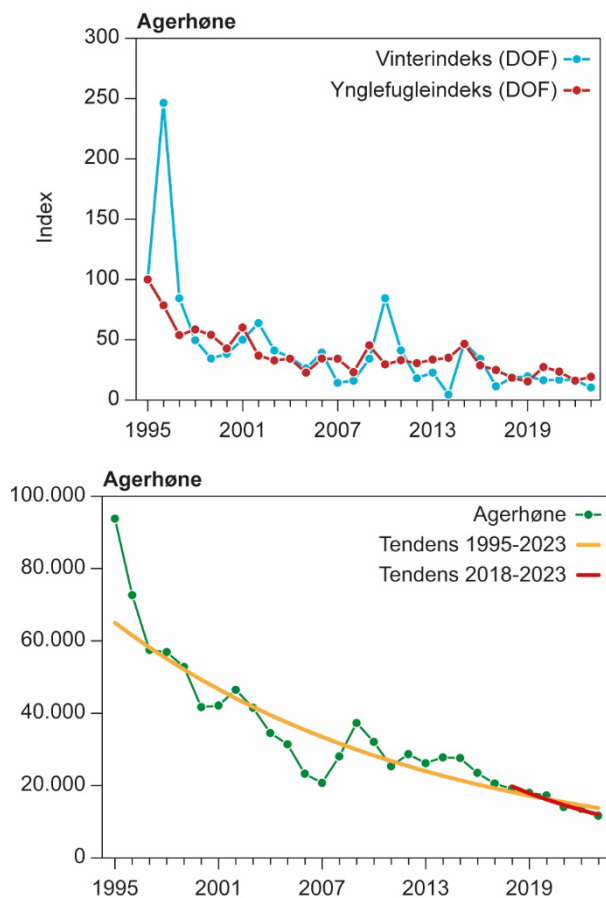 Agerhøne
300
Vinterindeks (DOF)
Ynglefugleindeks (DOF)
250
200
150
Index
100
50
0
1995 2001 2007 2013 2019
Agerhøne
100.000
Agerhøne
Tendens 1995-2023
Tendens 2018-2023
80.000
60.000
40.000
20.000
0
1995 2001 2007 2013 2019